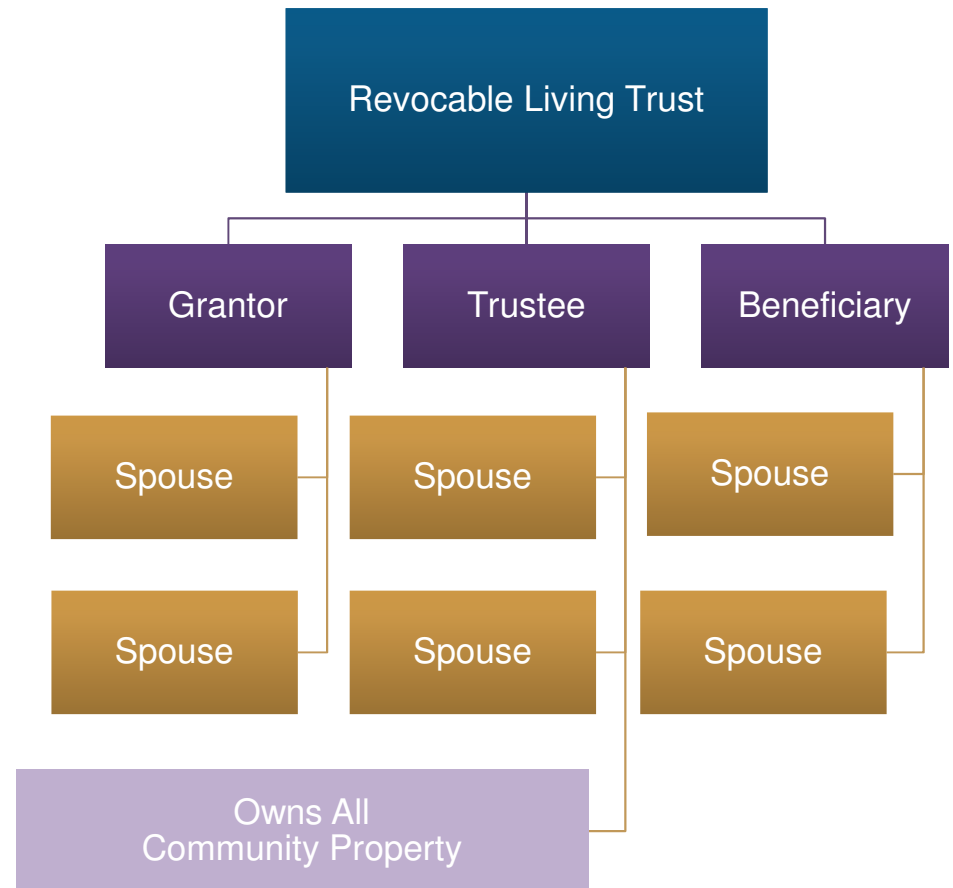 Revocable Living Trust
Grantor
Trustee
Beneficiary
Spouse
Spouse
Spouse
Spouse
Spouse
Spouse
Owns All
Community Property